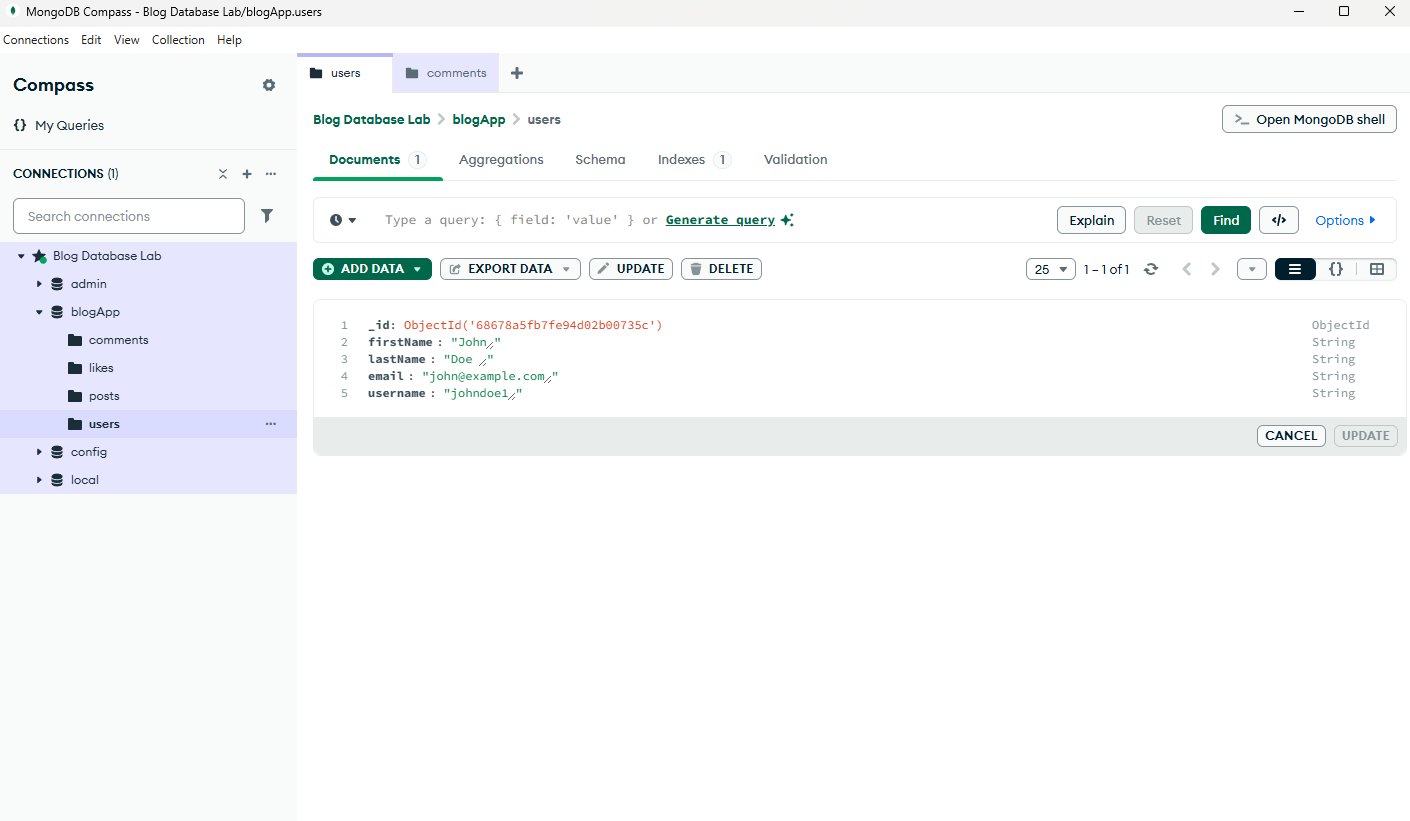 MongoDB Compass - Blog Database Lab/blogApp.users
Connections Edit View Collection Help
Compass
{} My Queries
CONNECTIONS (1)
Search connections
Blog Database Lab
admin
blogApp
comments
likes
posts
users
config
local
users comments
Blog Database Lab > blogApp > users
>_ Open MongoDB shell
Documents 1 Aggregations Schema Indexes 1 Validation
Type a query: { field: 'value' } or Generate query
Explain Reset Find </> Options
ADD DATA EXPORT DATA UPDATE DELETE
25 1 – 1 of 1 {}
1 _id: ObjectId('68678a5fb7fe94d02b00735c') ObjectId
2 firstName : "John" String
3 lastName : "Doe " String
4 email : "john@example.com" String
5 username : "johndoe1" String
CANCEL UPDATE